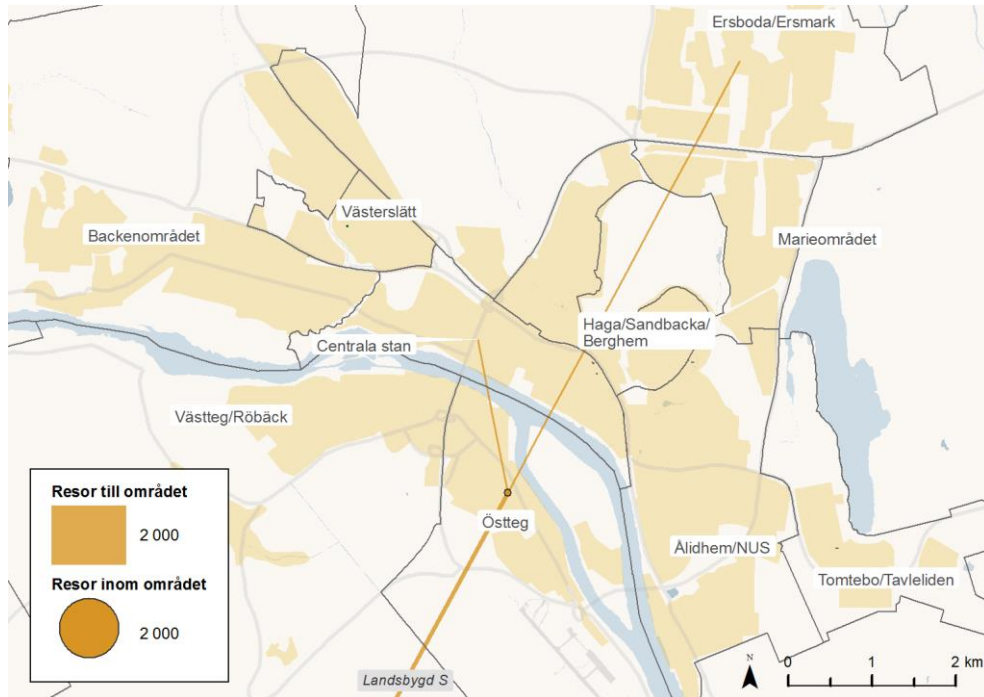 Ersboda/Ersmark
Västerslätt
Backenområdet
Marieområdet
Haga/Sandbacka/
Berghem
Centrala stan
Västteg/Röbäck
Östteg
Ålidhem/NUS
Tomtebo/Tavleliden
Landsbygd S
Resor till området
2 000
Resor inom området
2 000
N
0 1 2 km